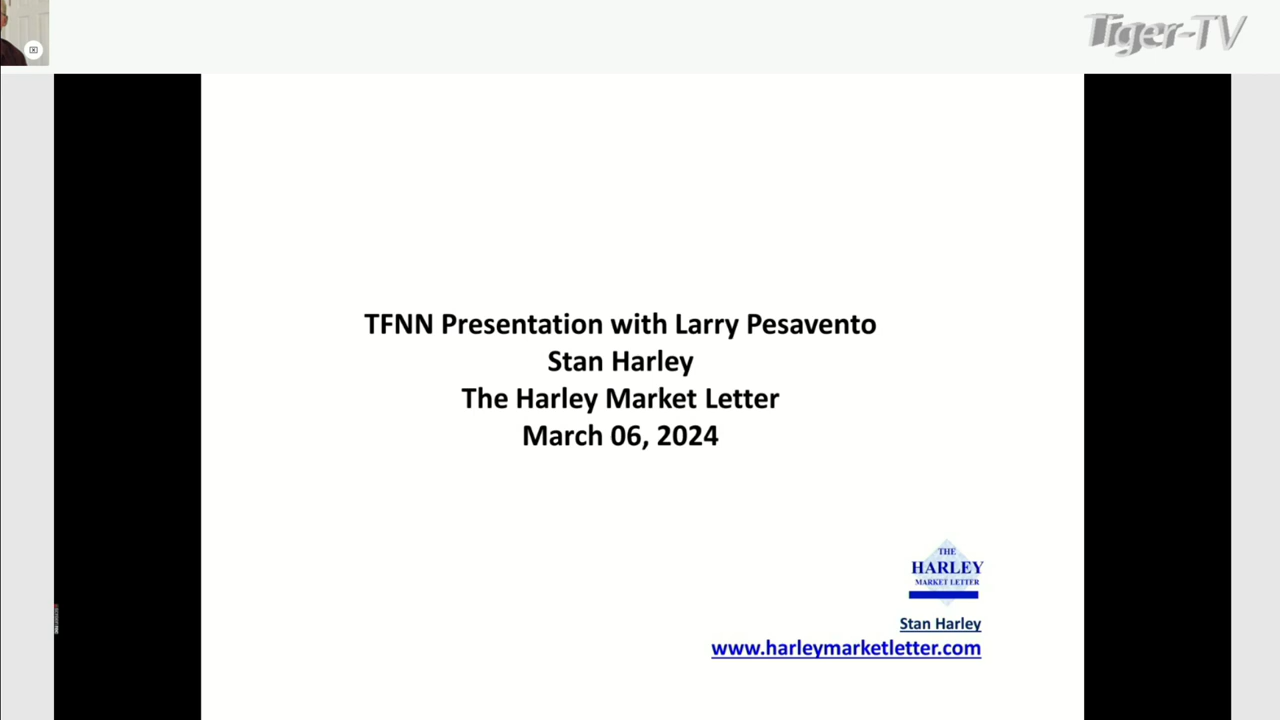 Tiger-TV
TFNN Presentation with Larry Pesavento
Stan Harley
The Harley Market Letter
March 06, 2024
THE
HARLEY
MARKET LETTER
Stan Harley
www.harleymarketletter.com